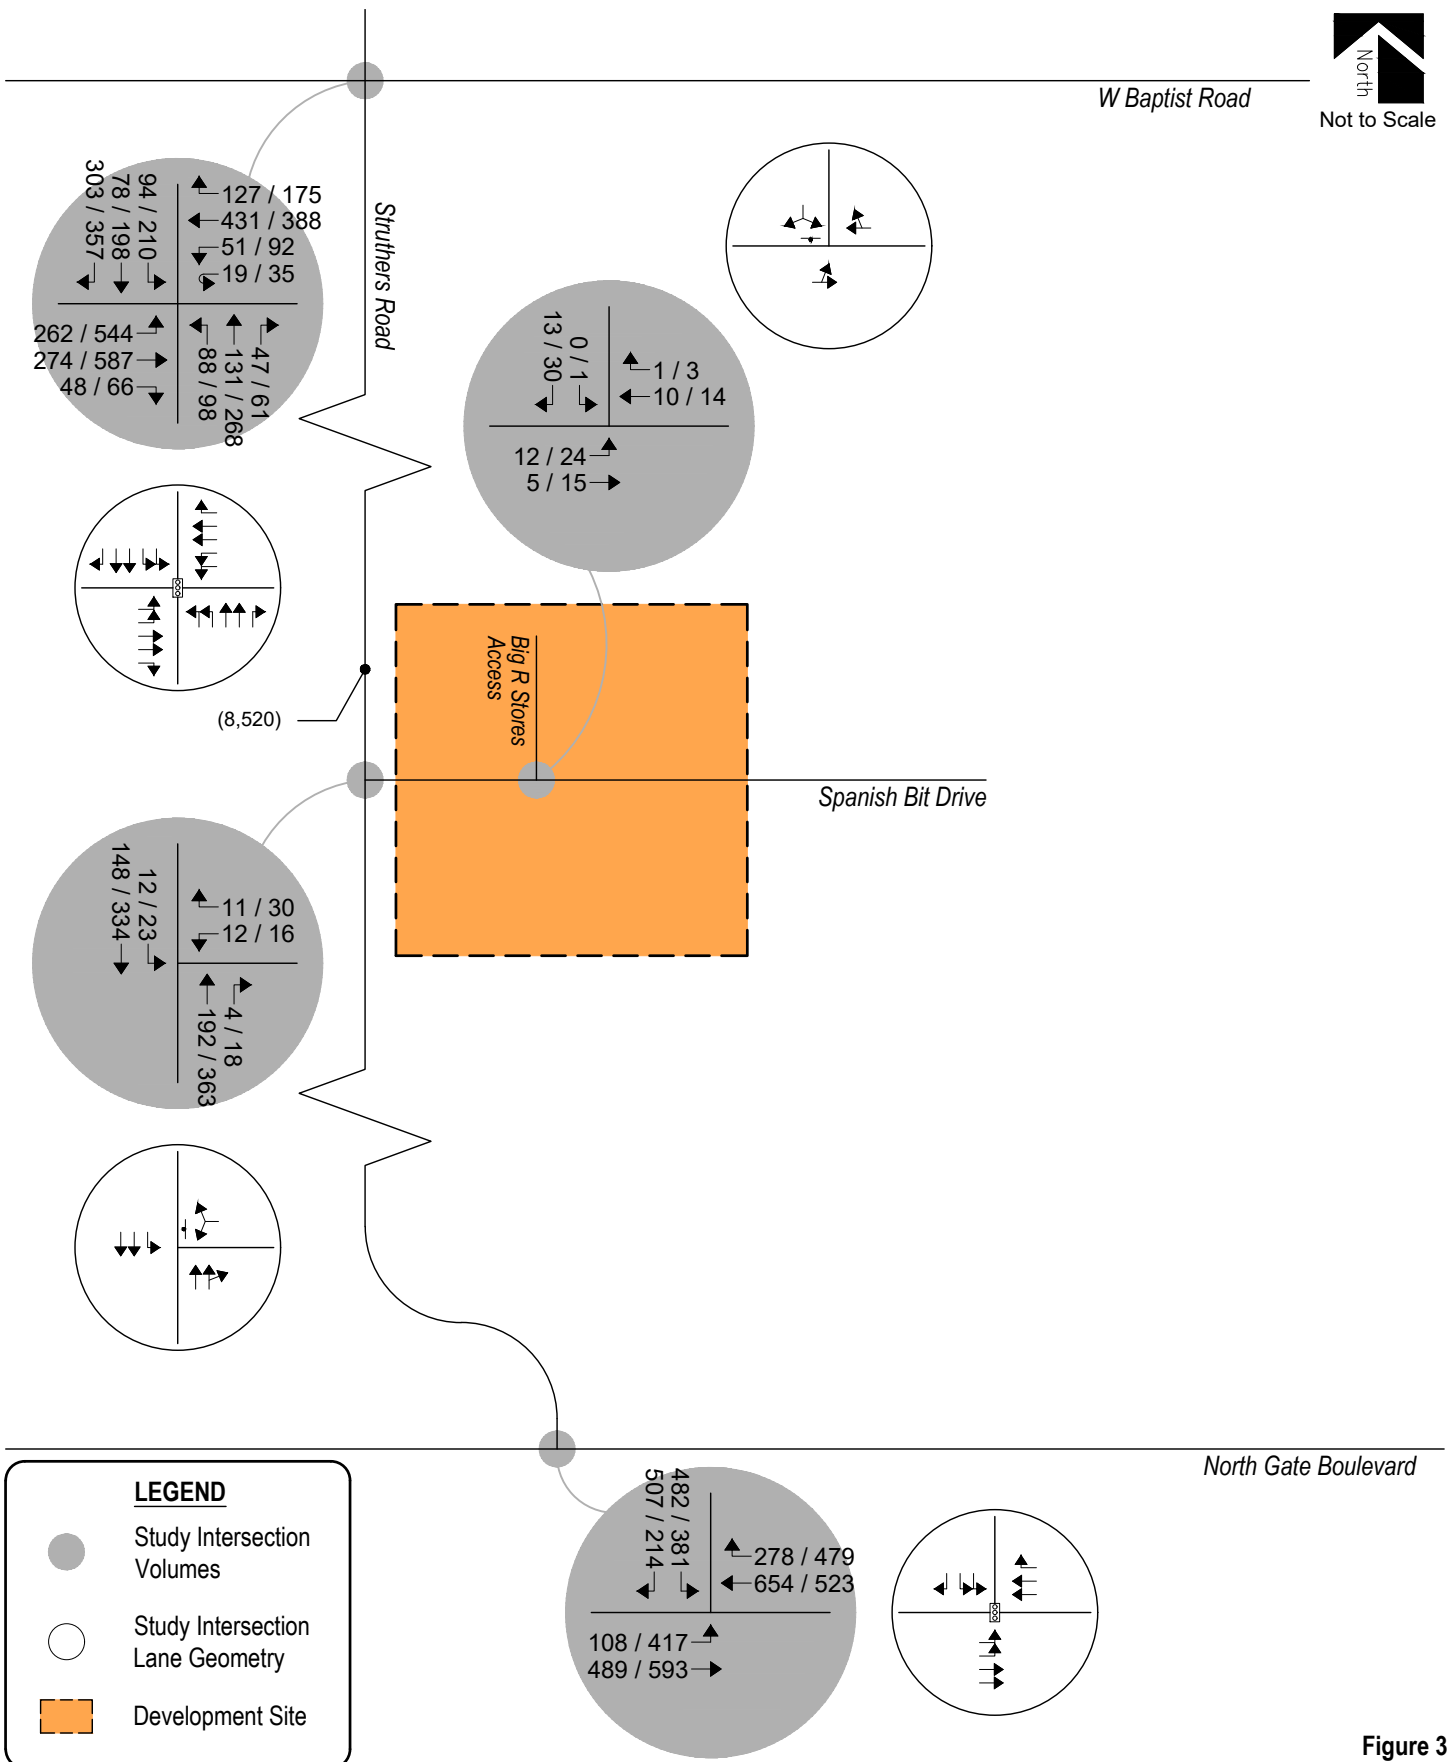 North
Not to Scale
W Baptist Road
Struthers Road
303 / 357
78 / 198
94 / 210
127 / 175
431 / 388
51 / 92
19 / 35
262 / 544
274 / 587
48 / 66
88 / 98
131 / 268
47 / 61
13 / 30
0 / 1
1 / 3
10 / 14
12 / 24
5 / 15
Big R Stores
Access
(8,520)
Spanish Bit Drive
148 / 334
12 / 23
11 / 30
12 / 16
192 / 363
4 / 18
North Gate Boulevard
507 / 214
482 / 381
278 / 479
654 / 523
108 / 417
489 / 593
LEGEND
Study Intersection
Volumes
Study Intersection
Lane Geometry
Development Site
Figure 3